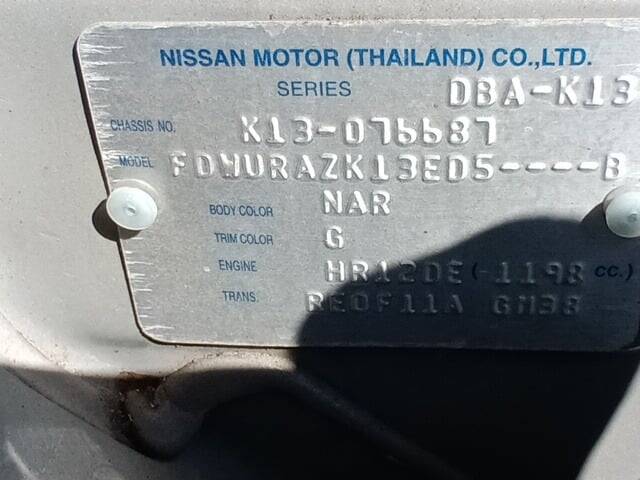 NISSAN MOTOR (THAILAND) CO.,LTD.
SERIES DBA-K13
CHASSIS NO. K13-076687
MODEL FDWURAZK13ED5----B
BODY COLOR NAR
TRIM COLOR G
ENGINE HR12DE (-1198 cc.)
TRANS. RE0F11A GM38